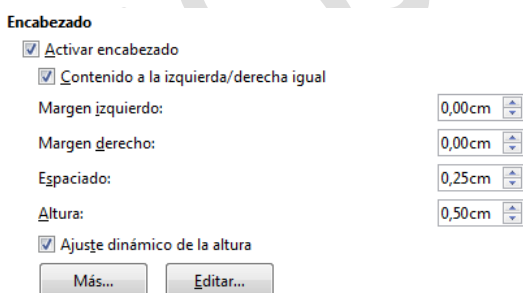 Encabezado
Activar encabezado
Contenido a la izquierda/derecha igual
Margen izquierdo: 0,00cm
Margen derecho: 0,00cm
Espaciado: 0,25cm
Altura: 0,50cm
Ajuste dinámico de la altura
Más... Editar...